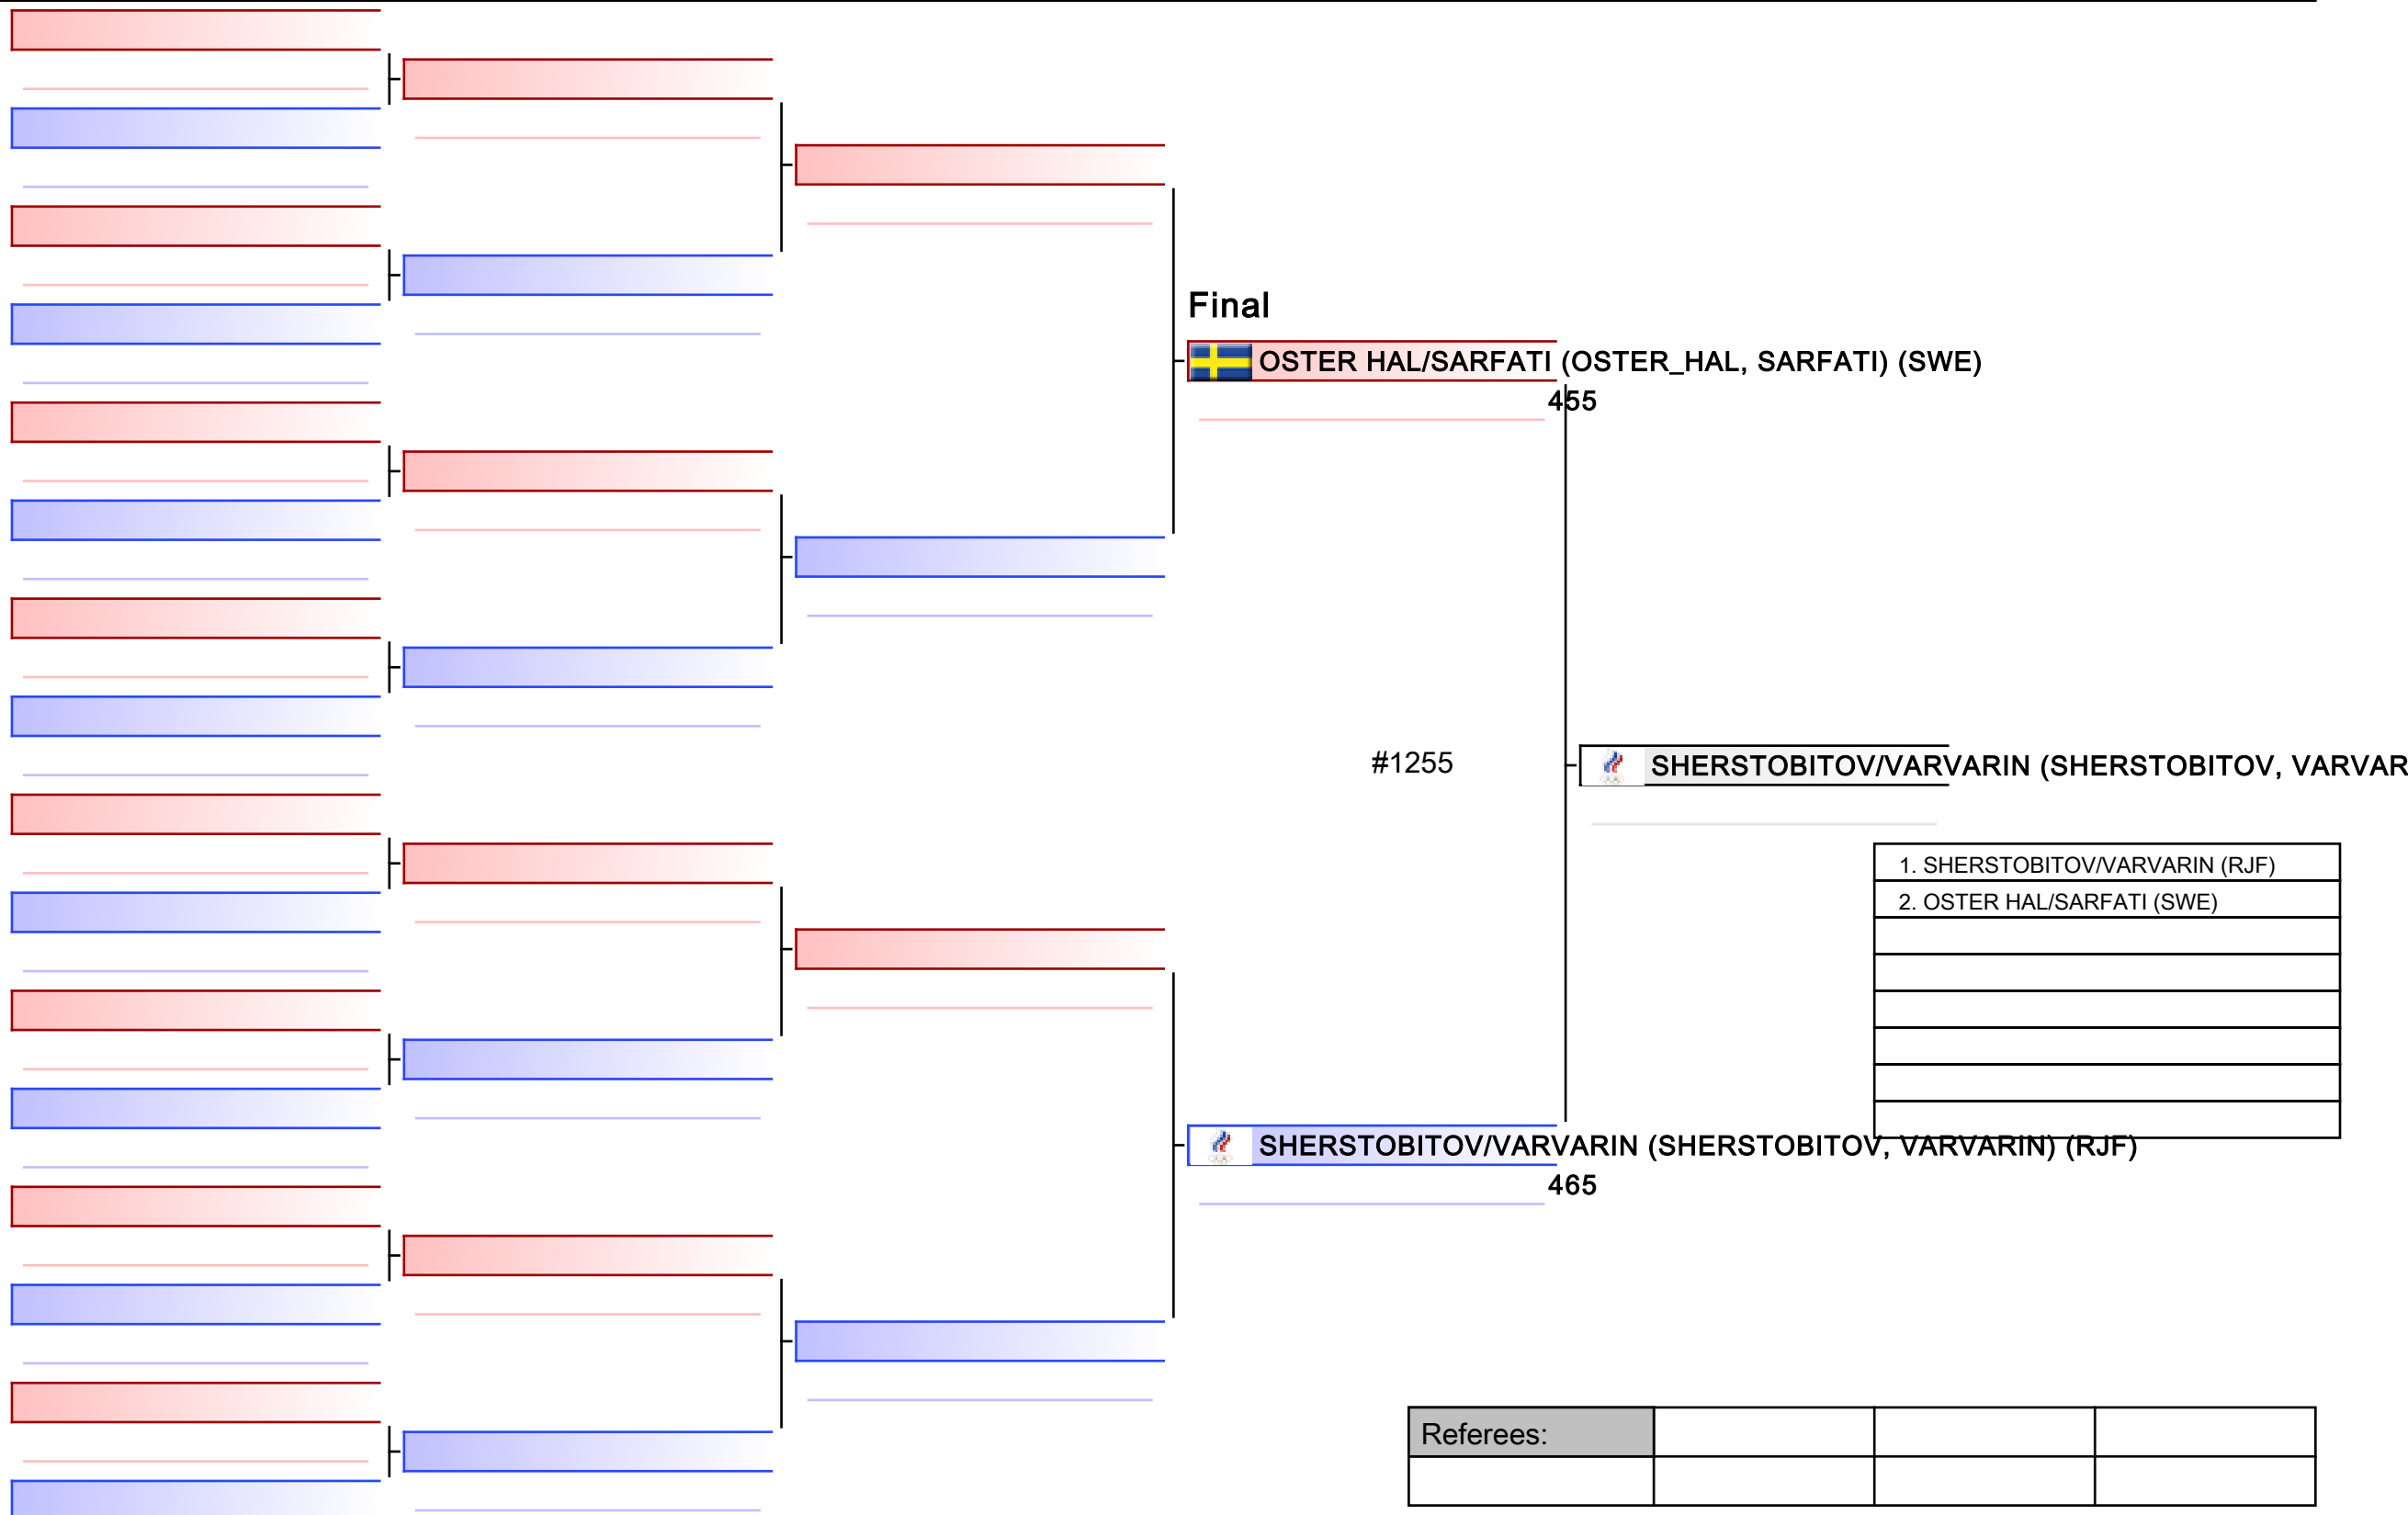 Final
OSTER HAL/SARFATI (OSTER_HAL, SARFATI) (SWE)
455
#1255
SHERSTOBITOV/VARVARIN (SHERSTOBITOV, VARVAR
1. SHERSTOBITOV/VARVARIN (RJF)
2. OSTER HAL/SARFATI (SWE)
SHERSTOBITOV/VARVARIN (SHERSTOBITOV, VARVARIN) (RJF)
465
Referees: